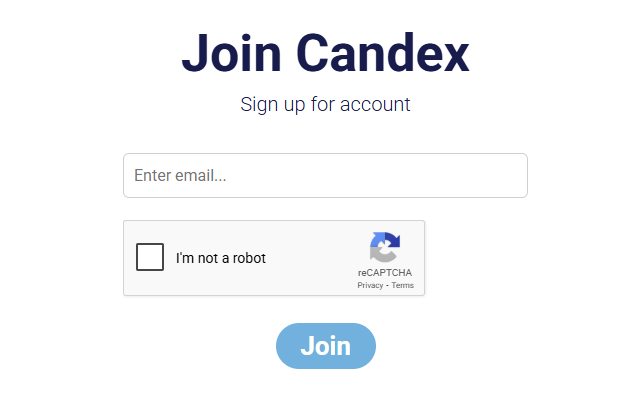 Join Candex
Sign up for account
Enter email...
I'm not a robot
reCAPTCHA
Privacy - Terms
Join